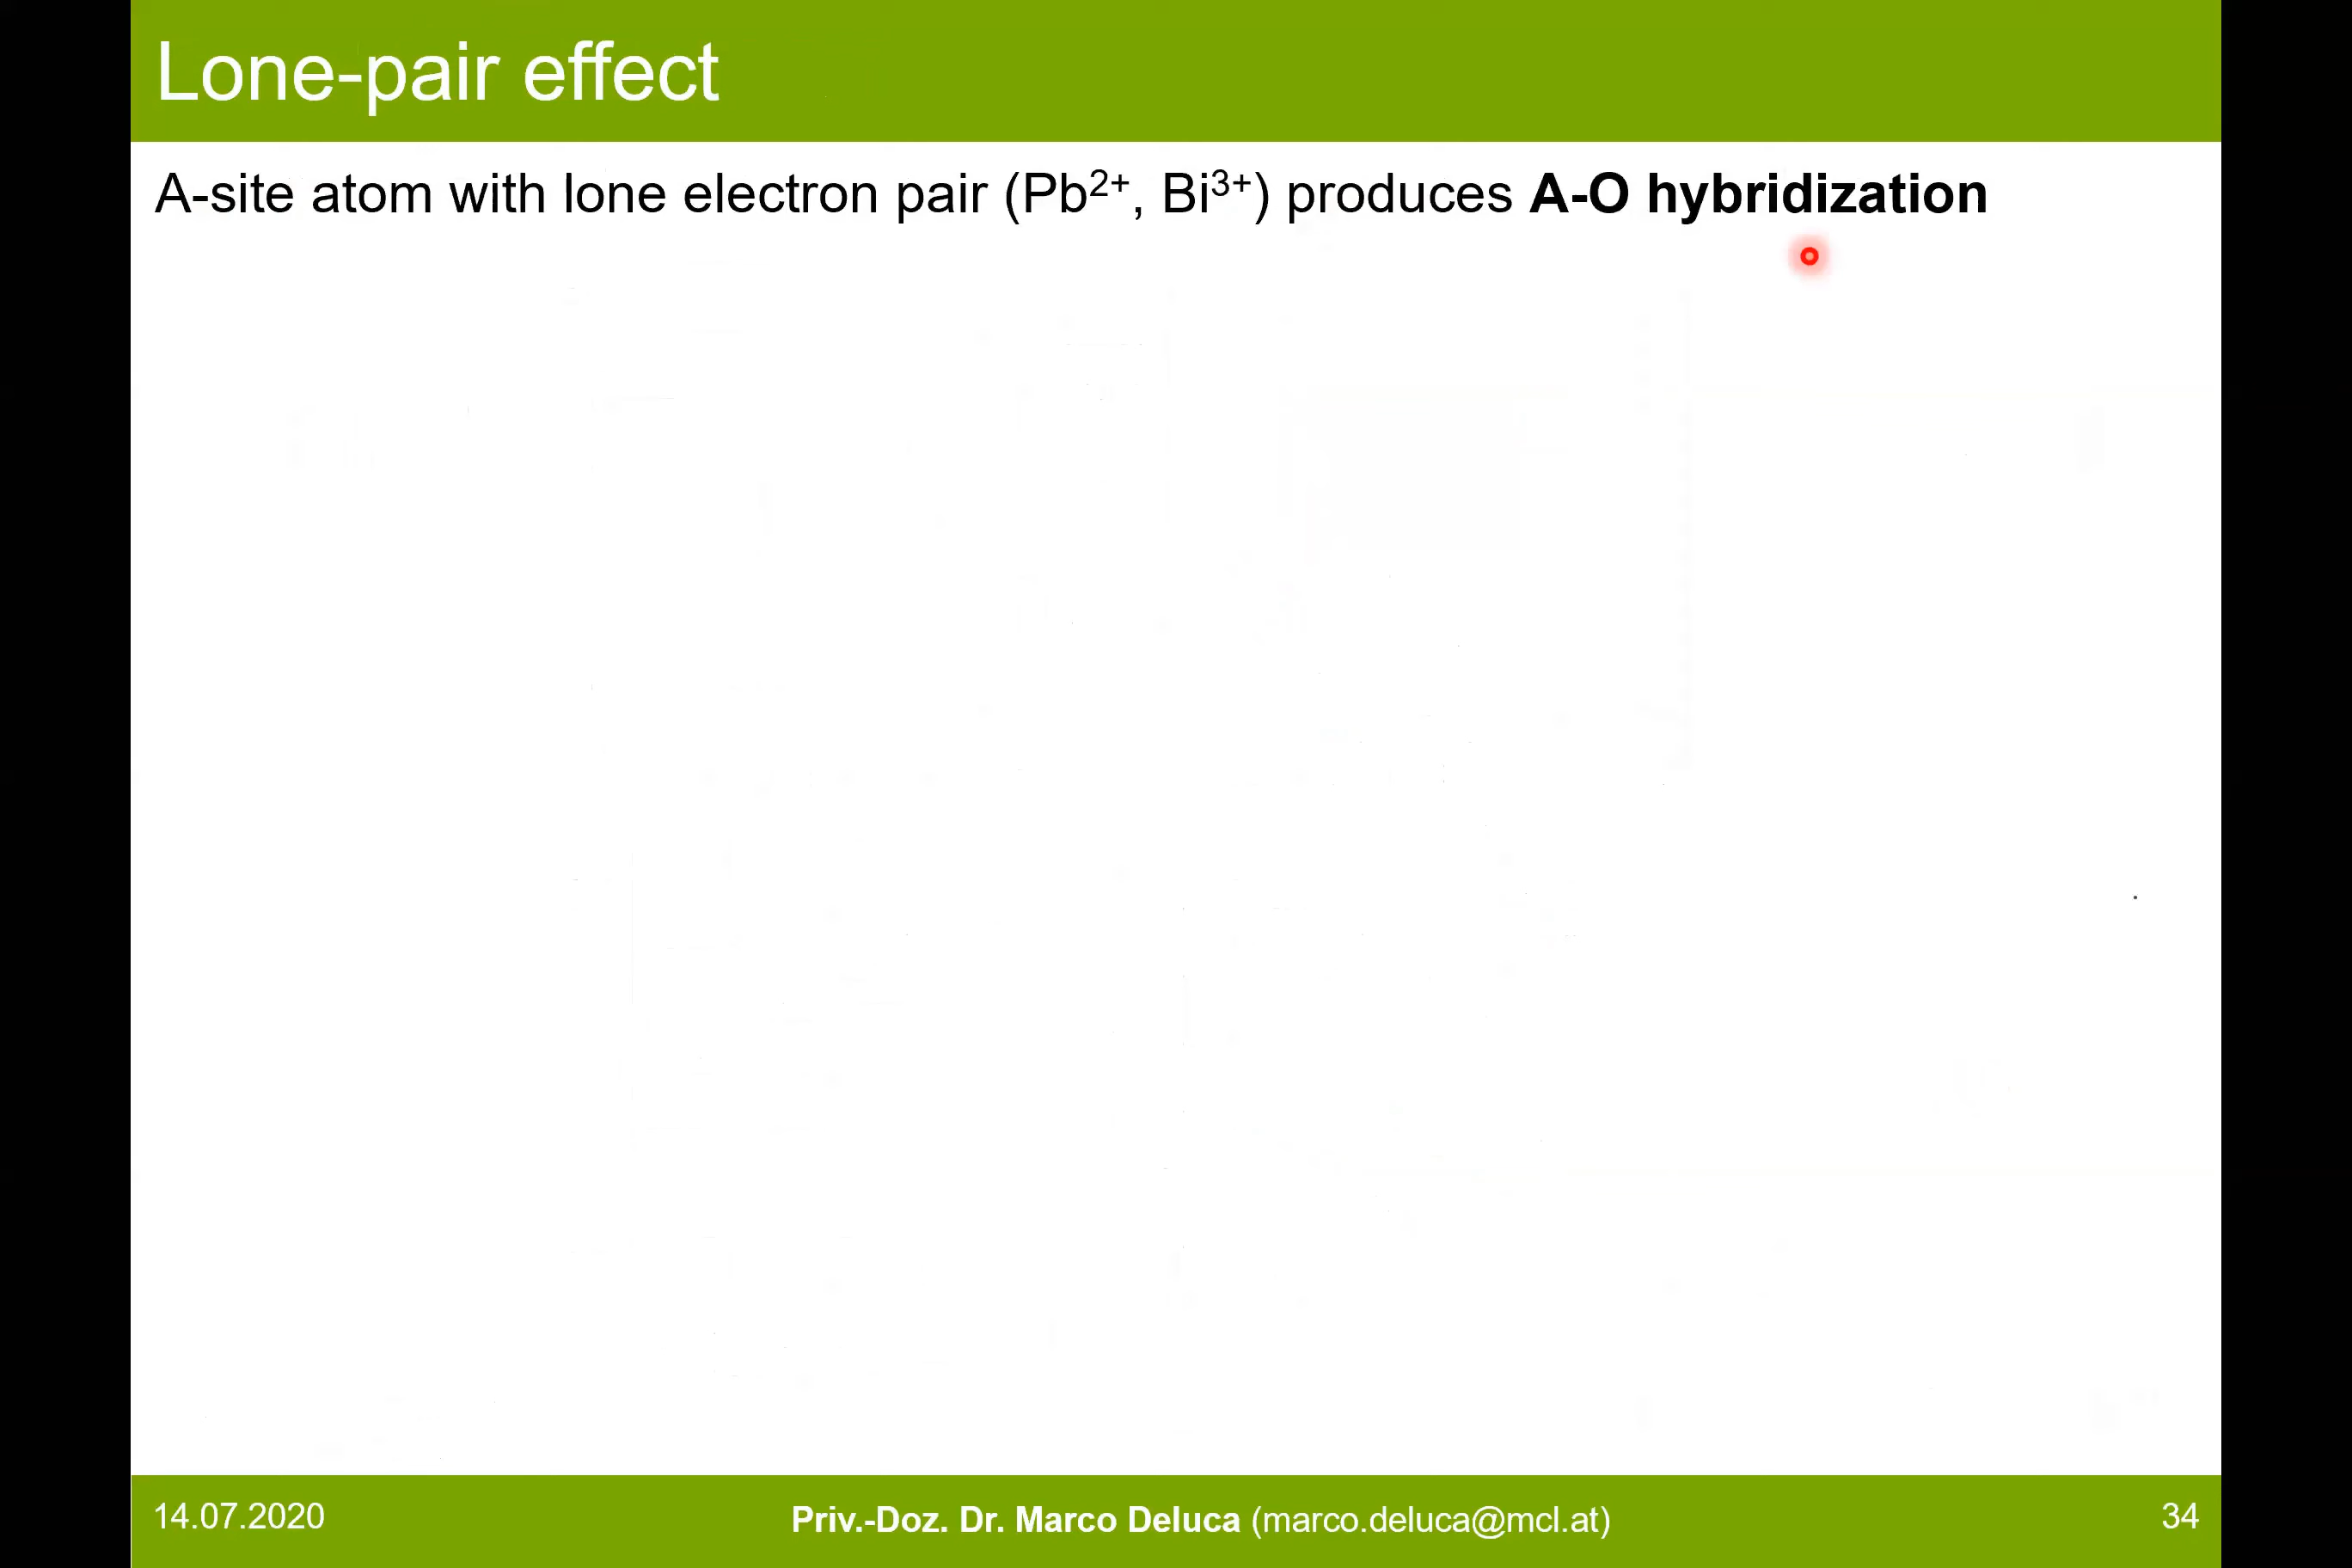 Lone-pair effect
A-site atom with lone electron pair (Pb²⁺, Bi³⁺) produces A-O hybridization
14.07.2020
Priv.-Doz. Dr. Marco Deluca (marco.deluca@mcl.at)
34